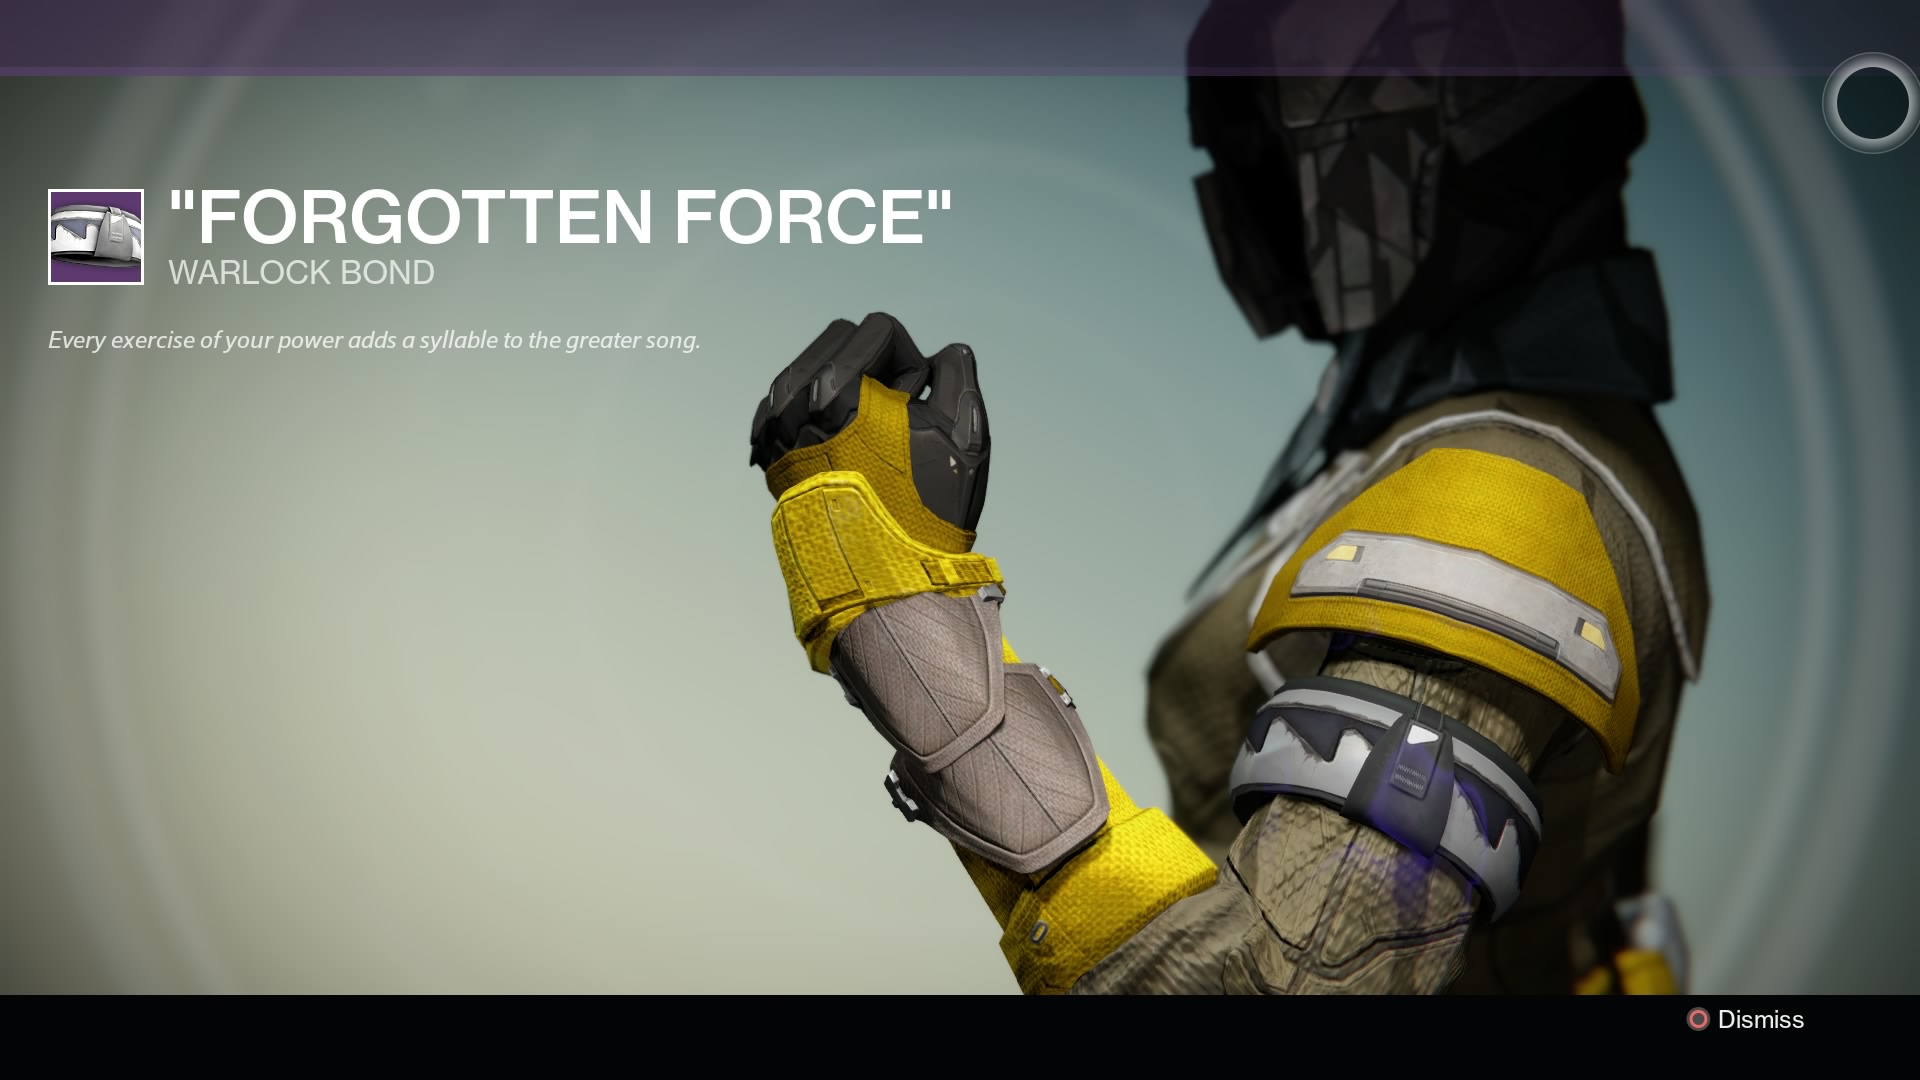 "FORGOTTEN FORCE"
WARLOCK BOND
Every exercise of your power adds a syllable to the greater song.
Dismiss